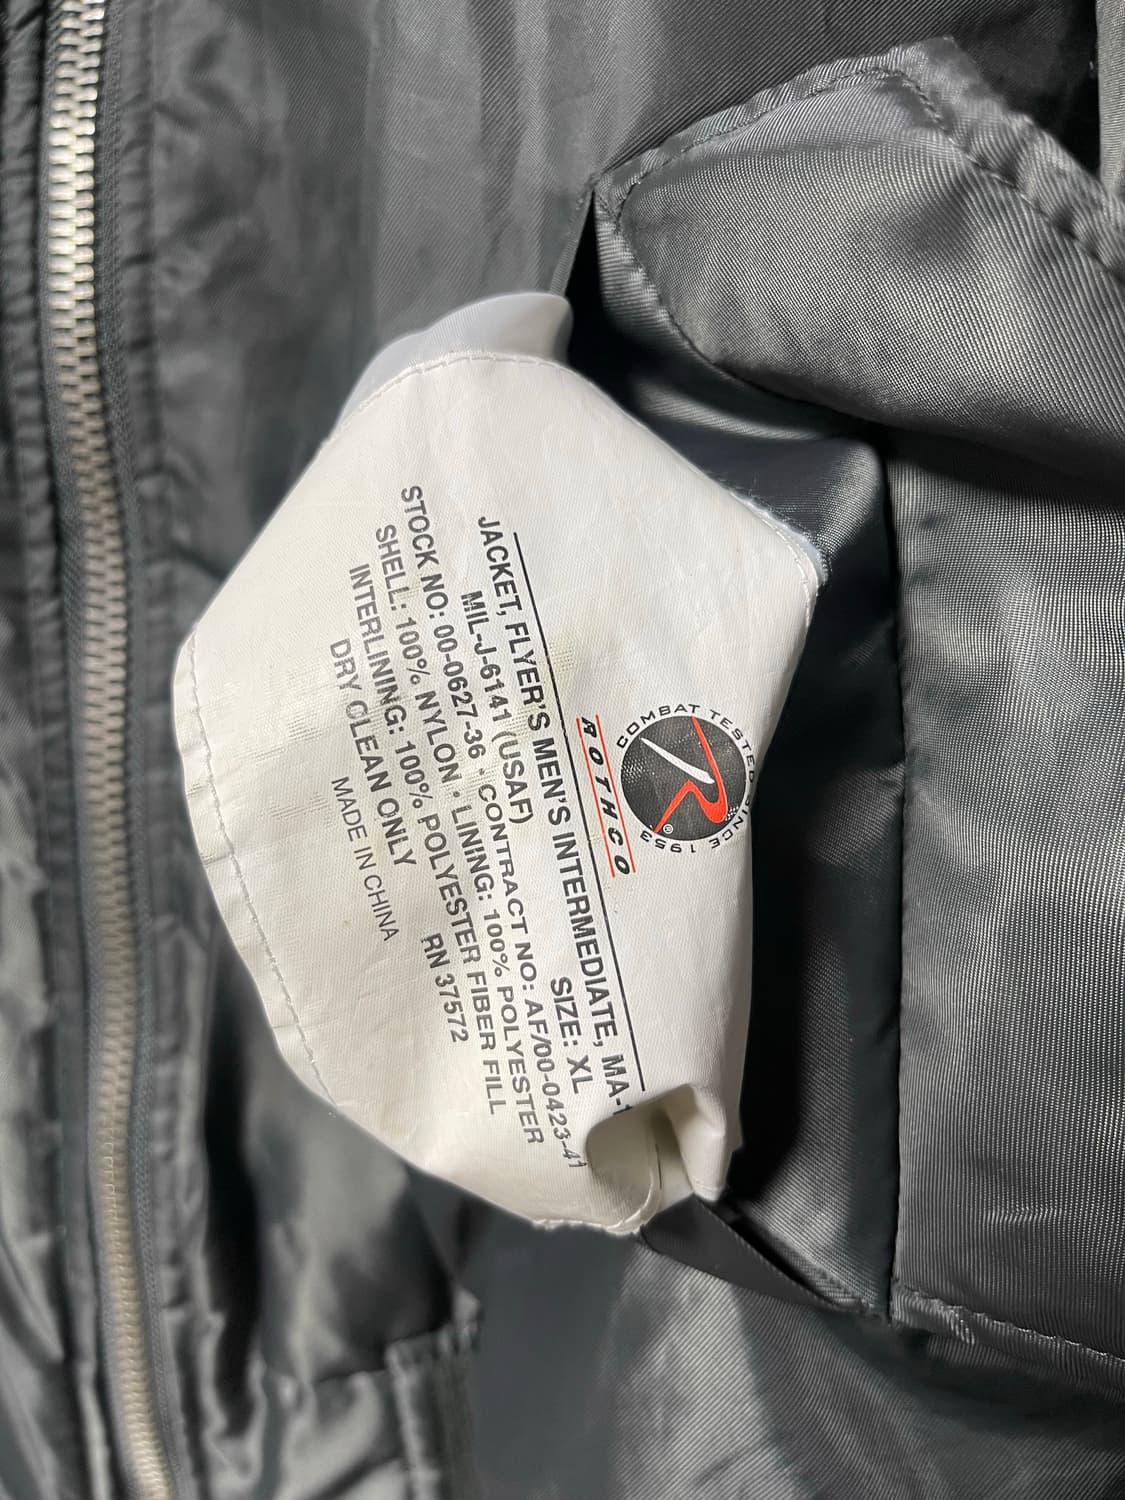 COMBAT TESTED SINCE 1953
R®
ROTHCO
JACKET, FLYER'S MEN'S INTERMEDIATE, MA-1
MIL-J-6141 (USAF) SIZE: XL
STOCK NO: 00-0627-36 • CONTRACT NO: AF/00-0423-41
SHELL: 100% NYLON • LINING: 100% POLYESTER
INTERLINING: 100% POLYESTER FIBER FILL
DRY CLEAN ONLY RN 37572
MADE IN CHINA